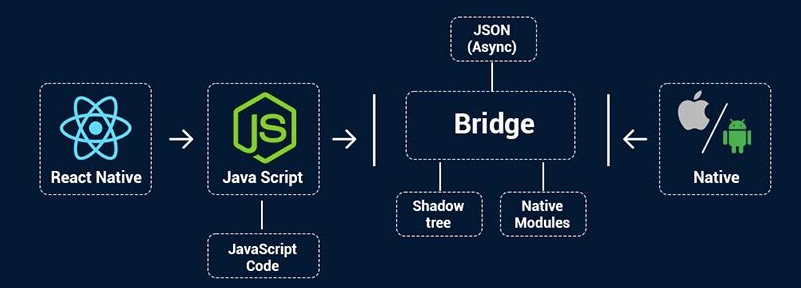 JSON
(Async)
JS
Bridge
React Native
Java Script
Native
Shadow
tree
Native
Modules
JavaScript
Code